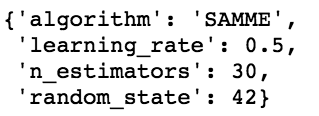 {'algorithm': 'SAMME',
 'learning_rate': 0.5,
 'n_estimators': 30,
 'random_state': 42}